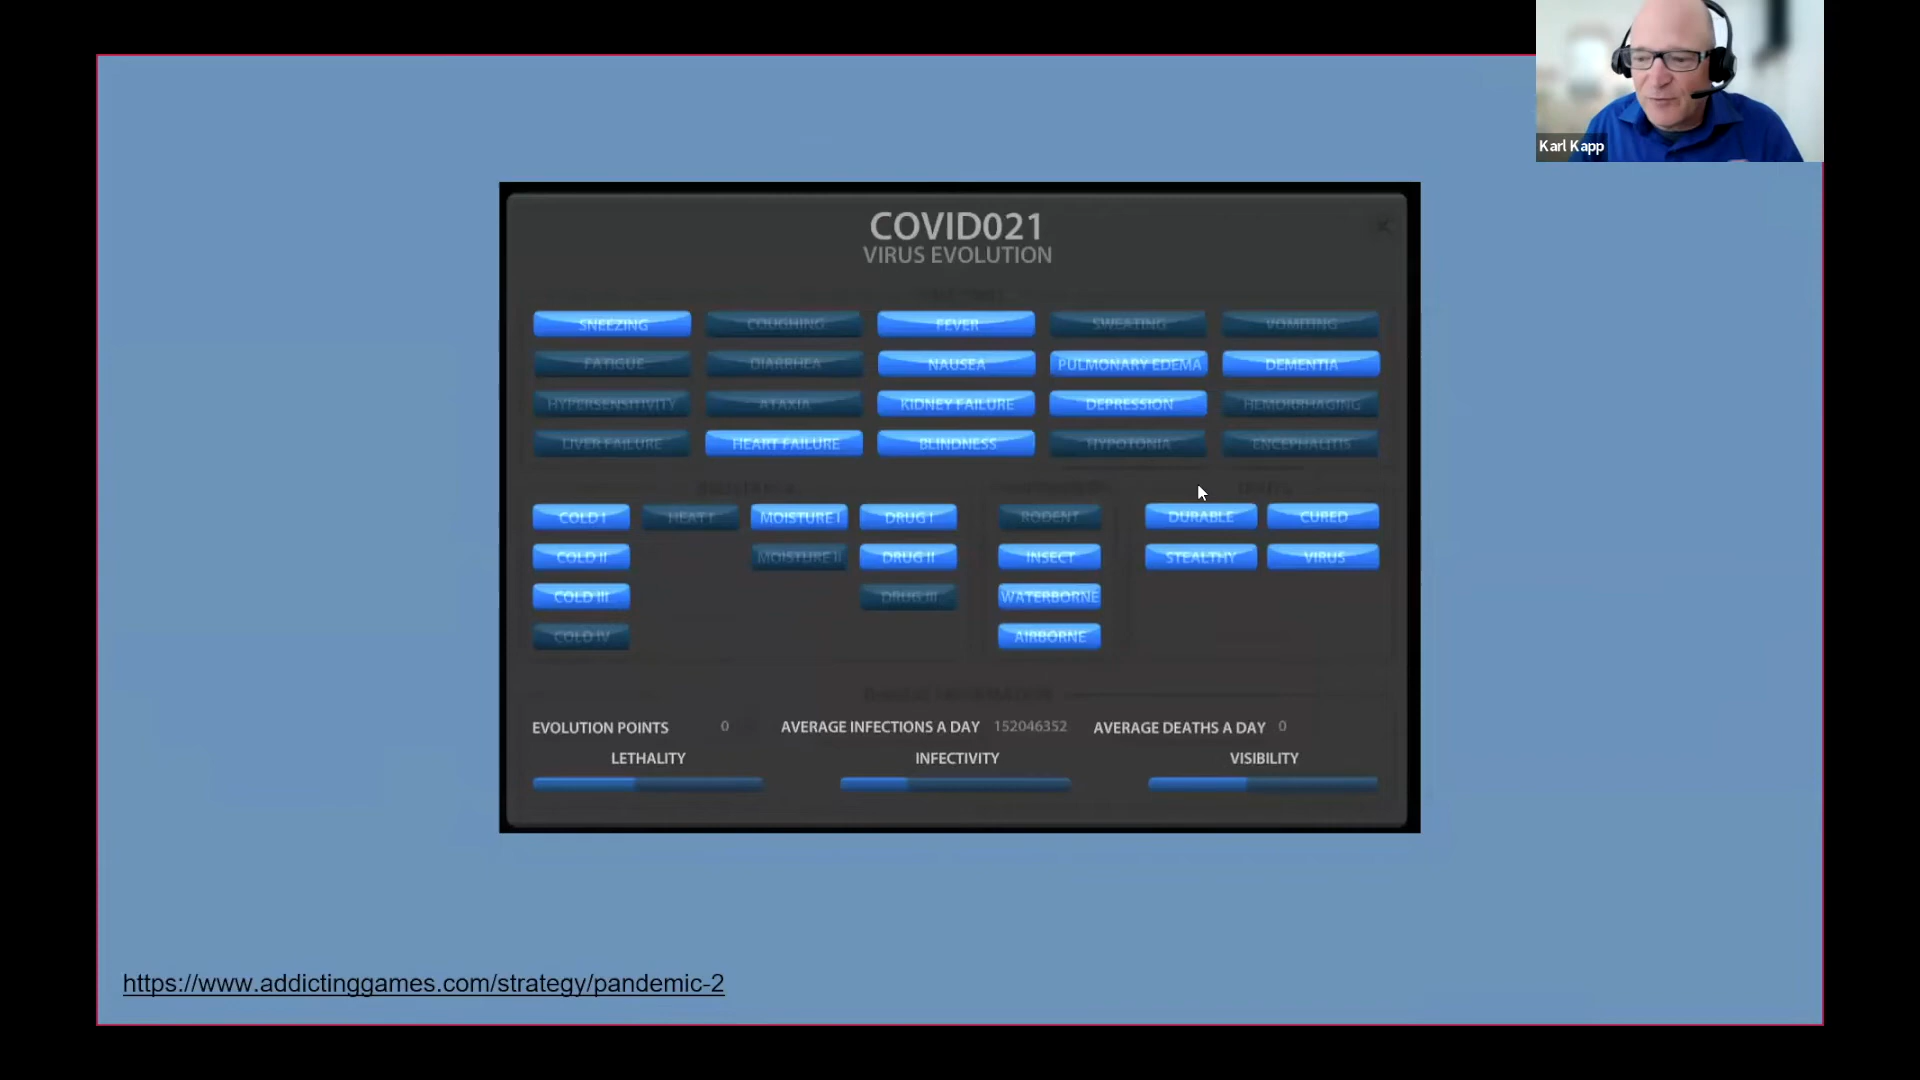 Karl Kapp
COVID021
VIRUS EVOLUTION
SNEEZING COUGHING FEVER SWEATING VOMITING
FATIGUE DIARRHEA NAUSEA PULMONARY EDEMA DEMENTIA
HYPERSENSITIVITY ATAXIA KIDNEY FAILURE DEPRESSION HEMORRHAGING
LIVER FAILURE HEART FAILURE BLINDNESS HYPOTONIA ENCEPHALITIS
COLD I HEAT I MOISTURE I DRUG I RODENT DURABLE CURED
COLD II MOISTURE II DRUG II INSECT STEALTHY VIRUS
COLD III DRUG III WATERBORNE
COLD IV AIRBORNE
EVOLUTION POINTS 0 AVERAGE INFECTIONS A DAY 152046352 AVERAGE DEATHS A DAY 0
LETHALITY INFECTIVITY VISIBILITY
https://www.addictinggames.com/strategy/pandemic-2